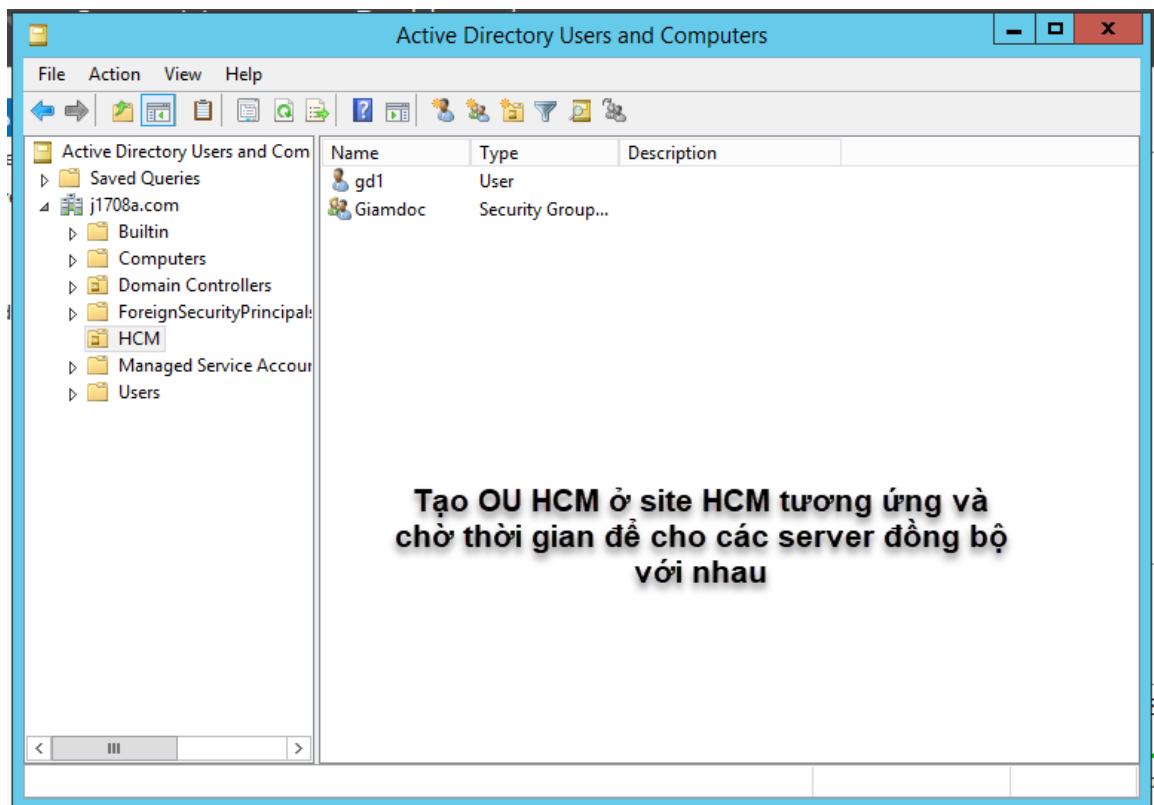 Active Directory Users and Computers
File Action View Help
Active Directory Users and Com
Name Type Description
Saved Queries
gd1 User
j1708a.com
Giamdoc Security Group...
Builtin
Computers
Domain Controllers
ForeignSecurityPrincipals
HCM
Managed Service Accour
Users
Tạo OU HCM ở site HCM tương ứng và
chờ thời gian để cho các server đồng bộ
với nhau